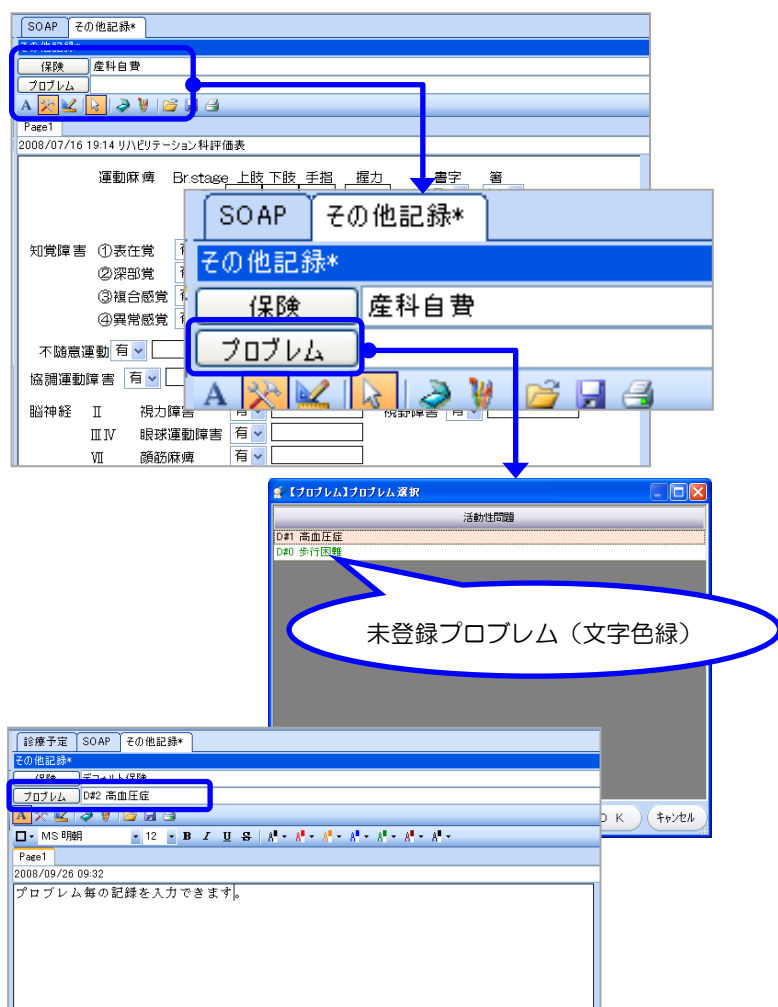 SOAP その他記録*
その他記録*
保険 産科自費
プロブレム
A
Page1
2008/07/16 19:14 リハビリテーション科評価表
運動麻痺 Br.stage 上肢 下肢 手指 握力 書字 箸
知覚障害 ①表在覚
②深部覚
③複合感覚
④異常感覚
不随意運動 有
協調運動障害 有
脳神経 Ⅱ 視力障害 有 視野障害 有
ⅢⅣ 眼球運動障害 有
Ⅶ 顔筋麻痺 有
SOAP その他記録*
その他記録*
保険 産科自費
プロブレム
A
【プロブレム】プロブレム選択
活動性問題
D#1 高血圧症
D#0 歩行困難
未登録プロブレム（文字色緑）
キャンセル
診療予定 SOAP その他記録*
その他記録*
保険 デフォルト保険
プロブレム D#2 高血圧症
A
MS 明朝 12 B I U S A A A A A A A
Page1
2008/09/26 09:32
プロブレム毎の記録を入力できます。